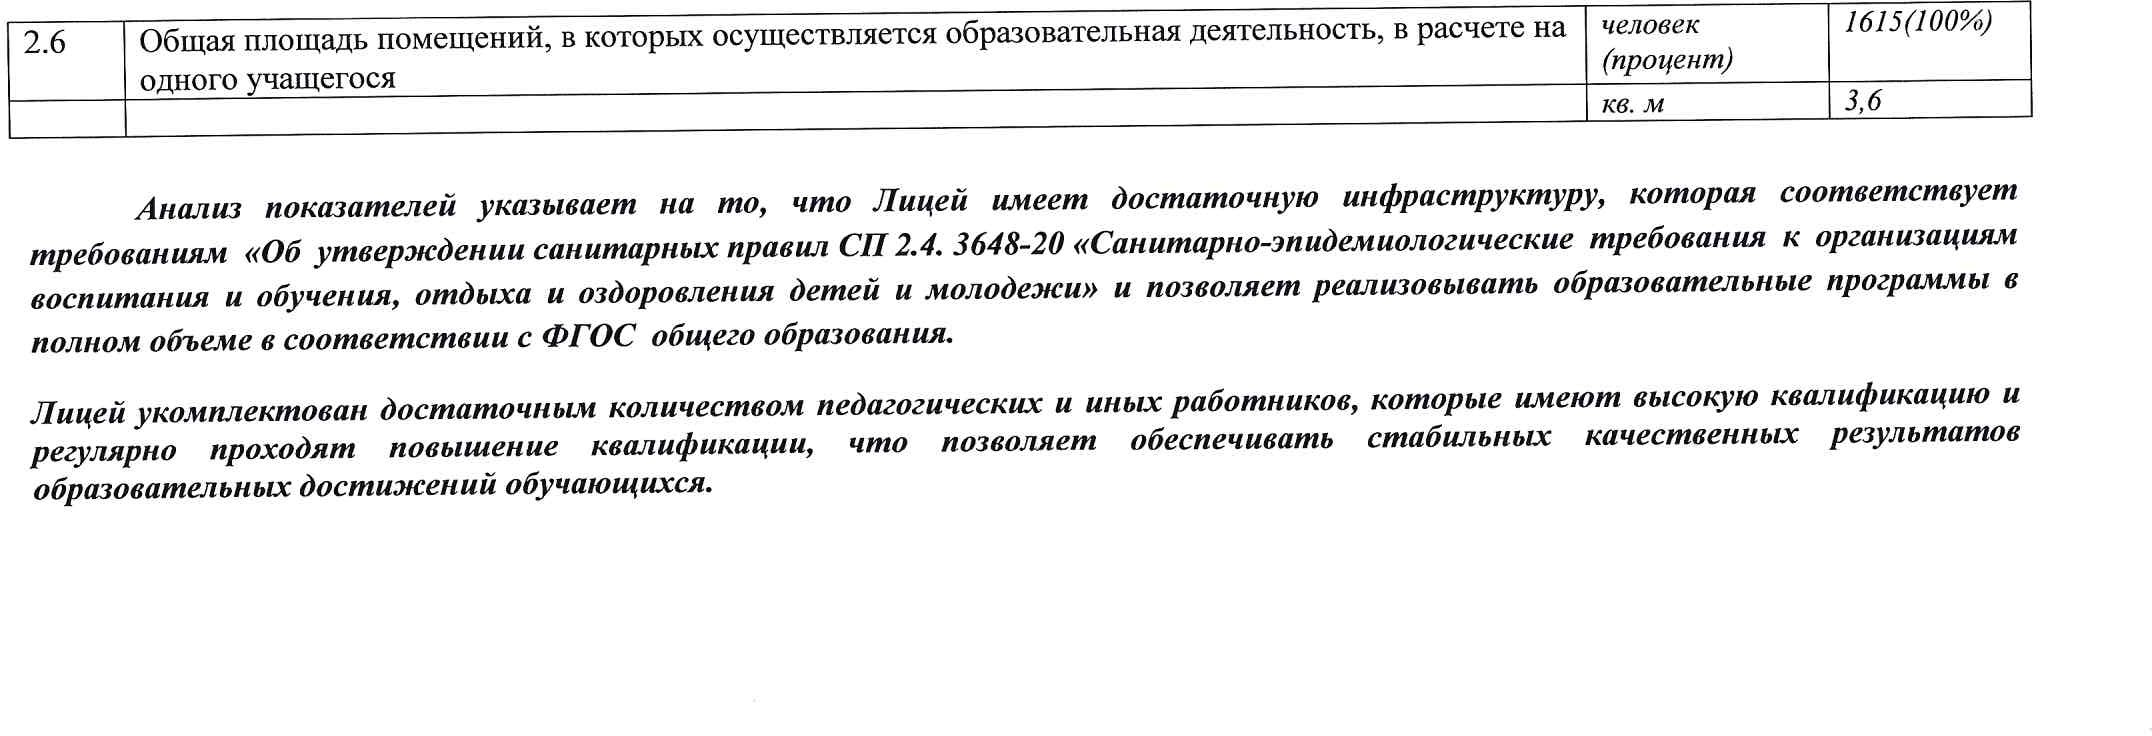 2.6 Общая площадь помещений, в которых осуществляется образовательная деятельность, в расчете на человек 1615(100%)
одного учащегося (процент)
кв. м 3,6
Анализ показателей указывает на то, что Лицей имеет достаточную инфраструктуру, которая соответствует
требованиям «Об утверждении санитарных правил СП 2.4. 3648-20 «Санитарно-эпидемиологические требования к организациям
воспитания и обучения, отдыха и оздоровления детей и молодежи» и позволяет реализовывать образовательные программы в
полном объеме в соответствии с ФГОС общего образования.
Лицей укомплектован достаточным количеством педагогических и иных работников, которые имеют высокую квалификацию и
регулярно проходят повышение квалификации, что позволяет обеспечивать стабильных качественных результатов
образовательных достижений обучающихся.